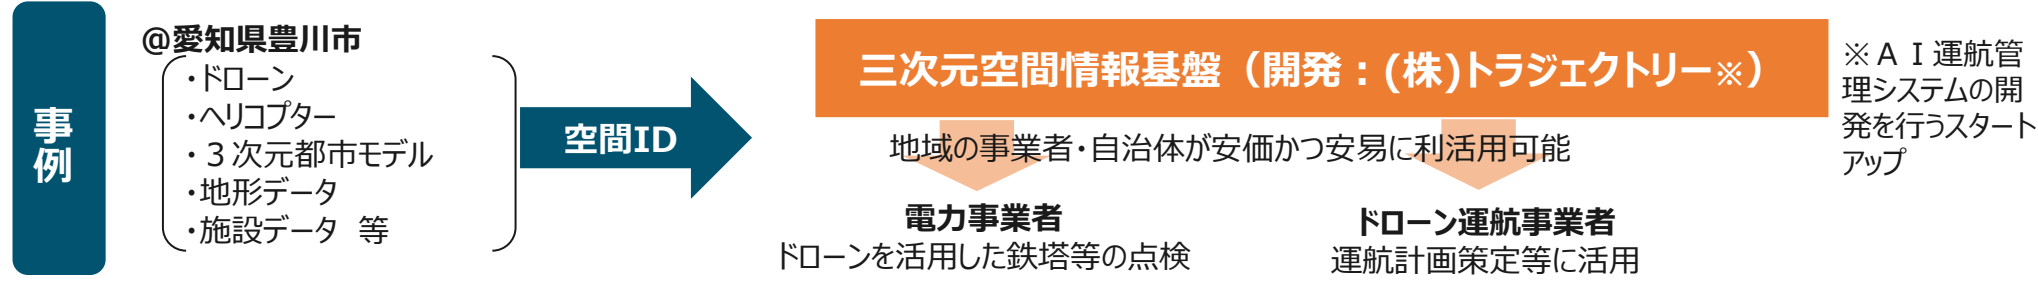 事例
@愛知県豊川市
・ドローン
・ヘリコプター
・３次元都市モデル
・地形データ
・施設データ　等
空間ID
三次元空間情報基盤（開発：(株)トラジェクトリー※）
地域の事業者・自治体が安価かつ安易に利活用可能
電力事業者
ドローンを活用した鉄塔等の点検
ドローン運航事業者
運航計画策定等に活用
※ＡＩ運航管
理システムの開
発を行うスタート
アップ